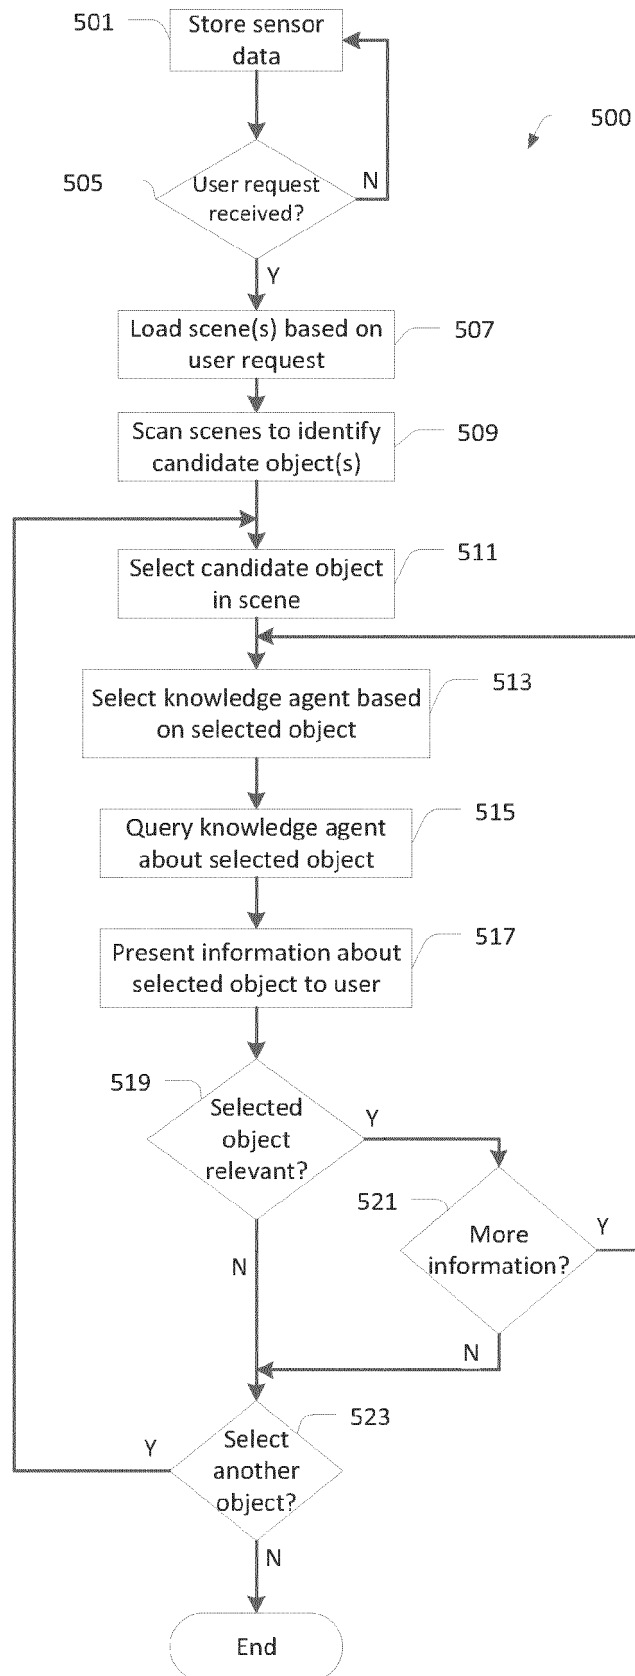 501
Store sensor
data
500
505
User request
received?
N
Y
Load scene(s) based on
user request
507
Scan scenes to identify
candidate object(s)
509
Select candidate object
in scene
511
Select knowledge agent based
on selected object
513
Query knowledge agent
about selected object
515
Present information about
selected object to user
517
519
Selected
object
relevant?
Y
N
521
More
information?
Y
N
523
Select
another
object?
Y
N
End